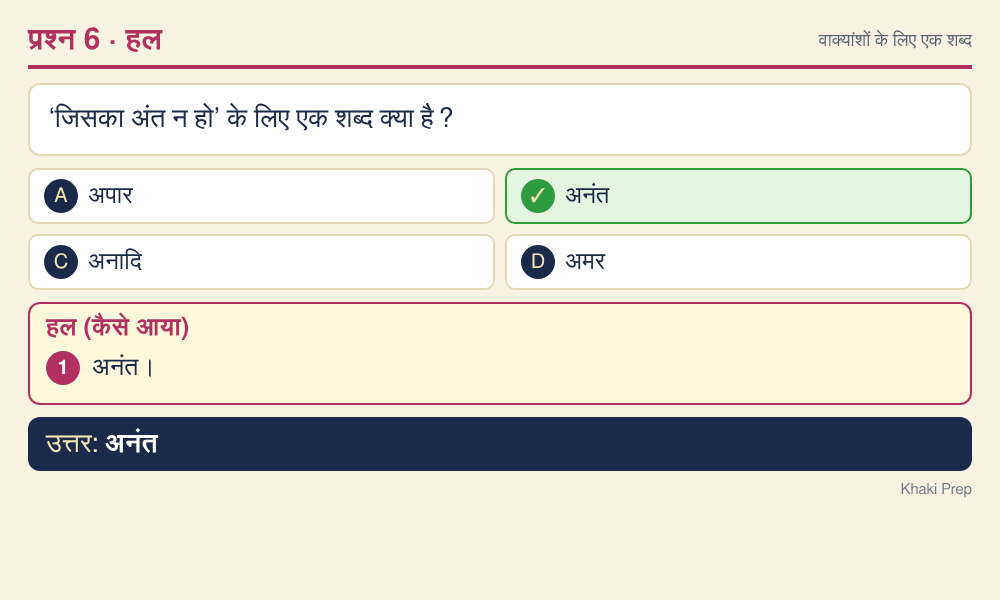 प्रश्न 6 · हल
वाक्यांशों के लिए एक शब्द
‘जिसका अंत न हो’ के लिए एक शब्द क्या है ?
A अपार
✓ अनंत
C अनादि
D अमर
हल (कैसे आया)
1 अनंत।
उत्तर: अनंत
Khaki Prep